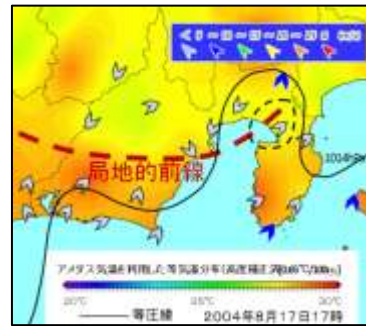 1014hPa
局地的前線
アメダス気温を利用した等気温分布(高度補正済0.65℃/100m)
20℃ 25℃ 30℃
等圧線 2004年8月17日17時